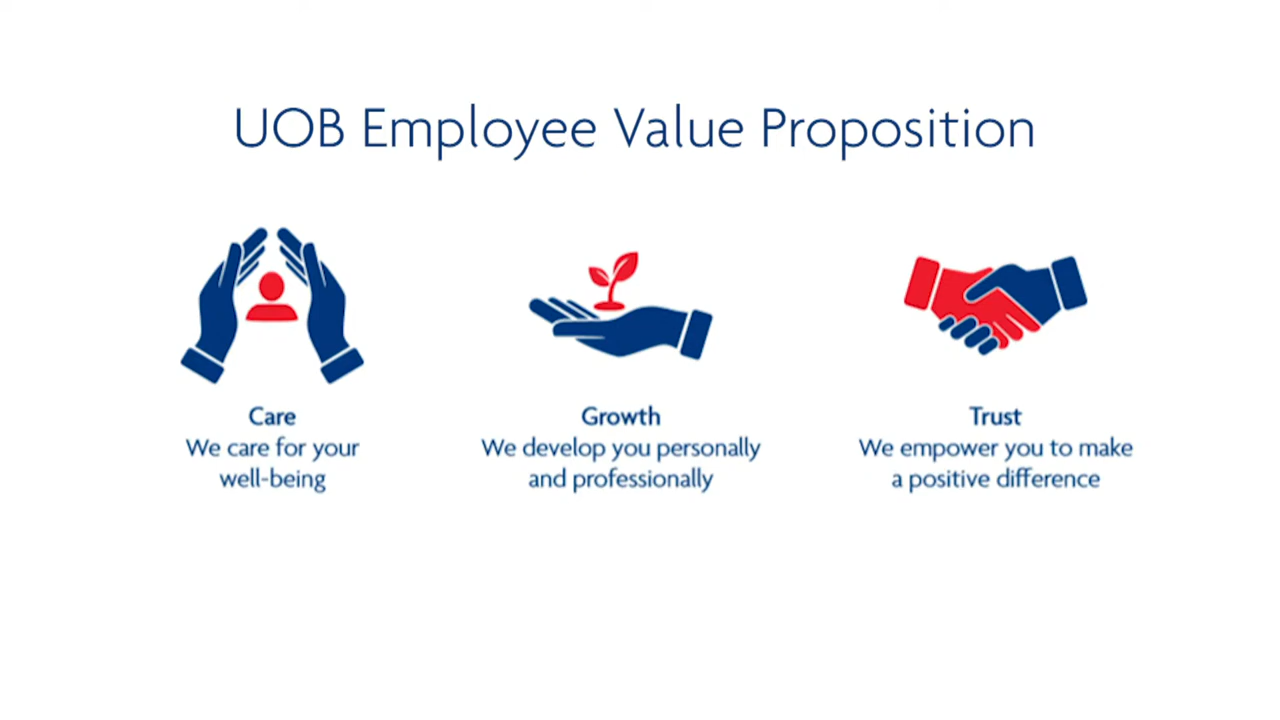 UOB Employee Value Proposition
Care
We care for your
well-being
Growth
We develop you personally
and professionally
Trust
We empower you to make
a positive difference